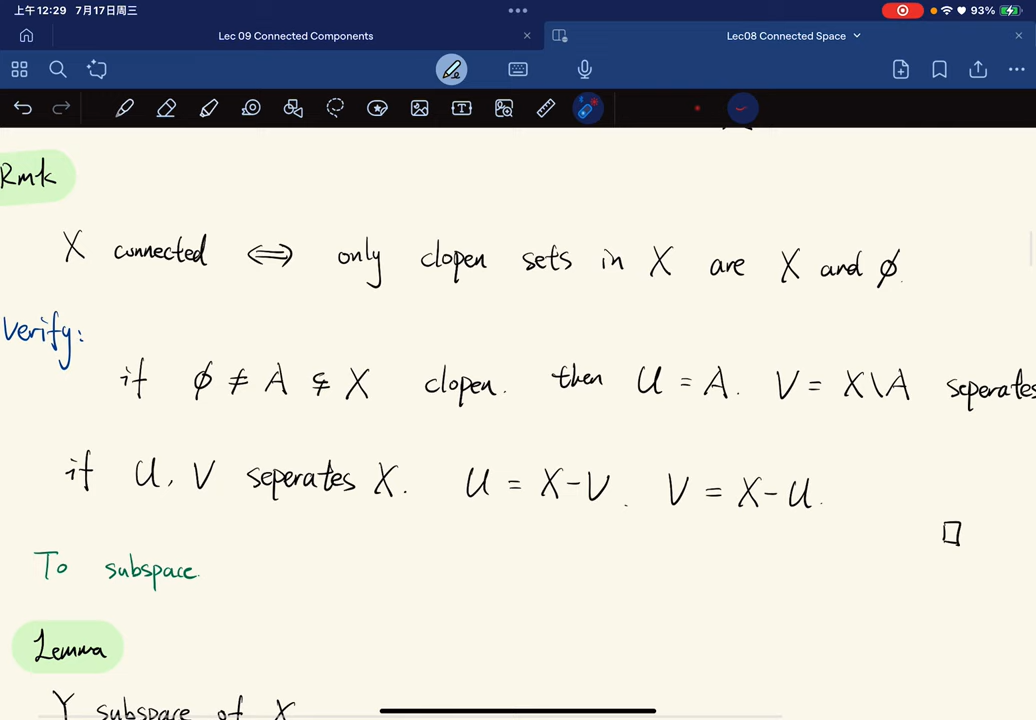 上午12:29 7月17日周三
93%
Lec 09 Connected Components
Lec08 Connected Space
Rmk
X connected ⟺ only clopen sets in X are X and ϕ.
Verify:
if ϕ ≠ A ⊊ X clopen. then U = A. V = X\A seperates
if U, V seperates X. U = X-V. V = X-U.
□
To subspace.
Lemma
Y subspace of X